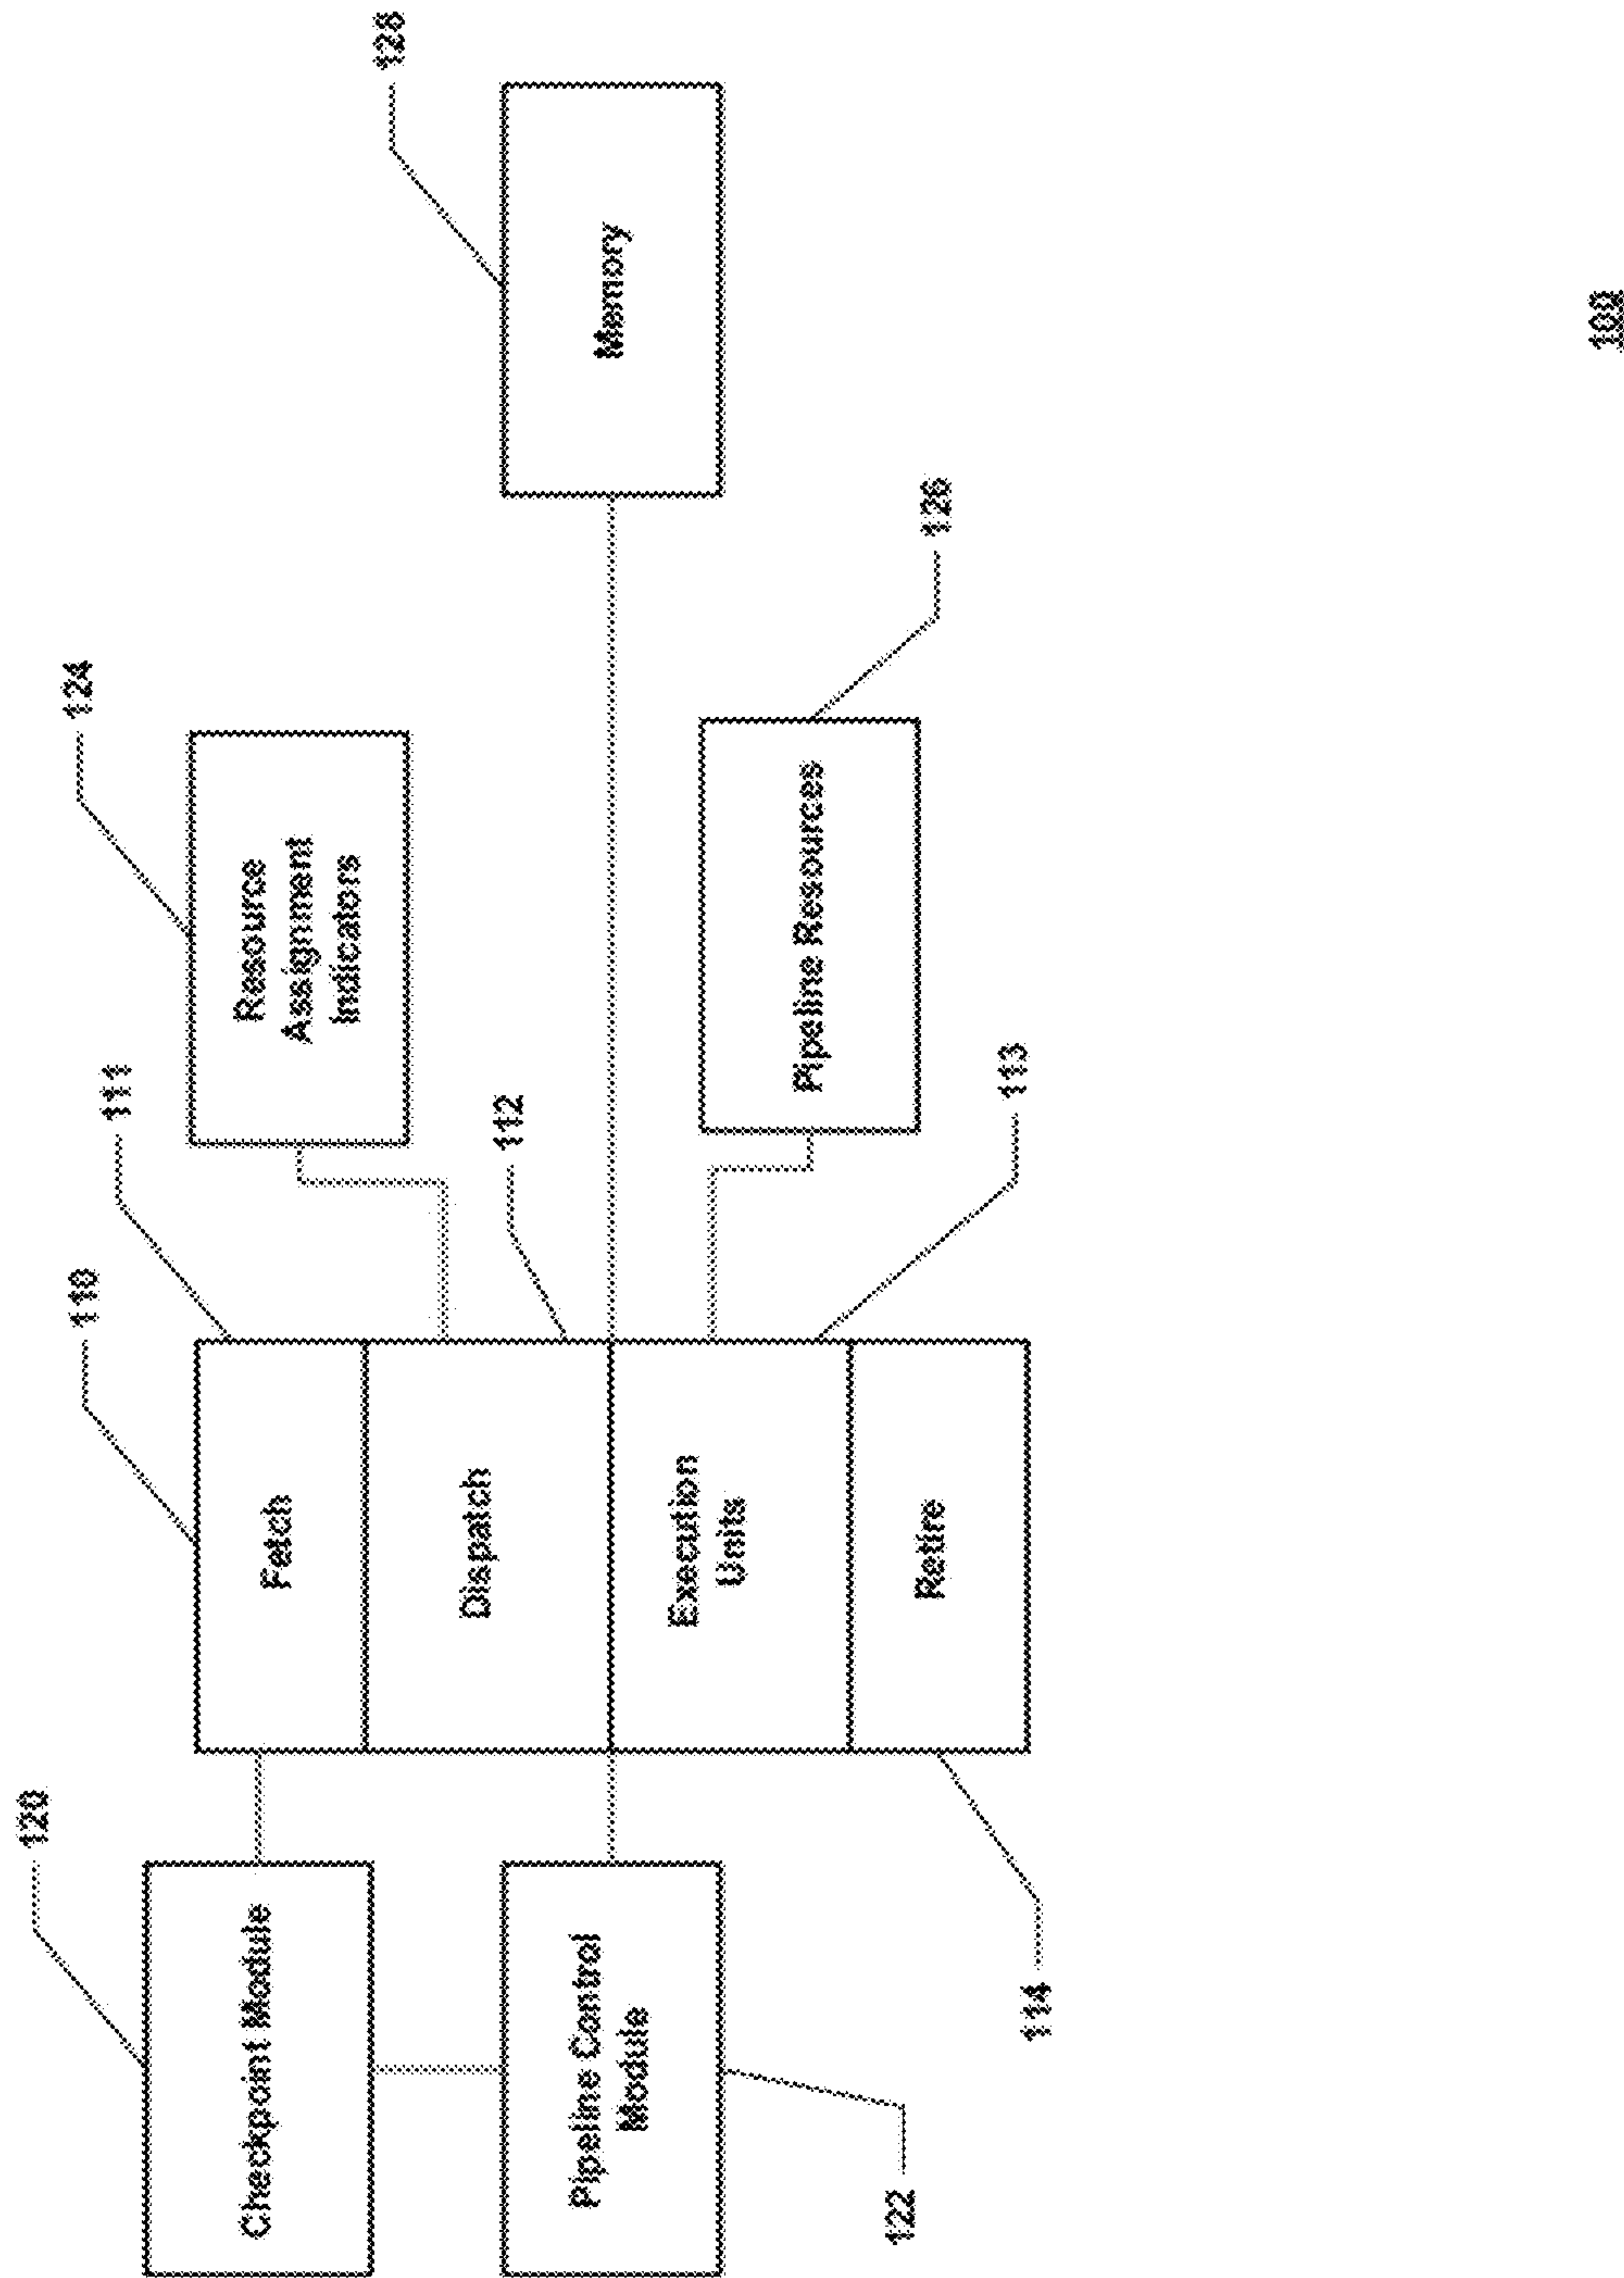 120
Checkpoint Module
Pipeline Control
Module
122
110
111
Fetch
Dispatch
112
Execution
Units
113
Retire
114
124
Resource
Assignment
Indicators
Pipeline Resources
126
128
Memory
100